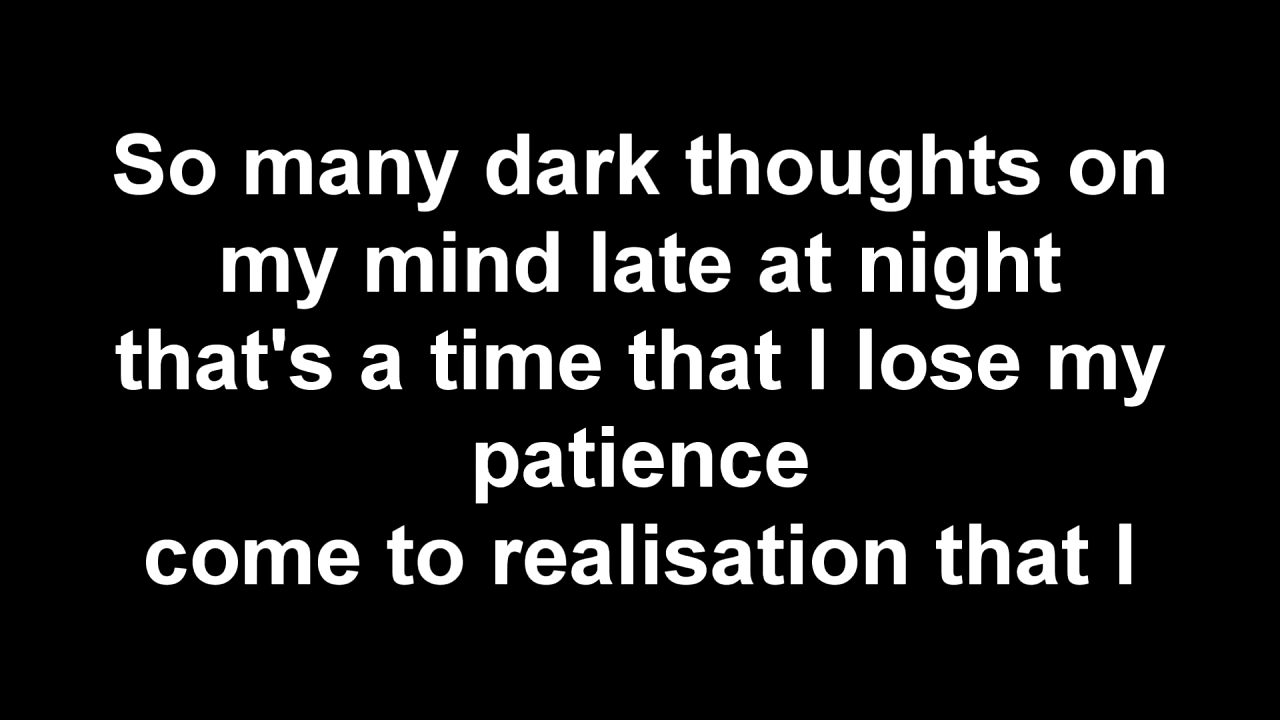 So many dark thoughts on
my mind late at night
that's a time that I lose my
patience
come to realisation that I